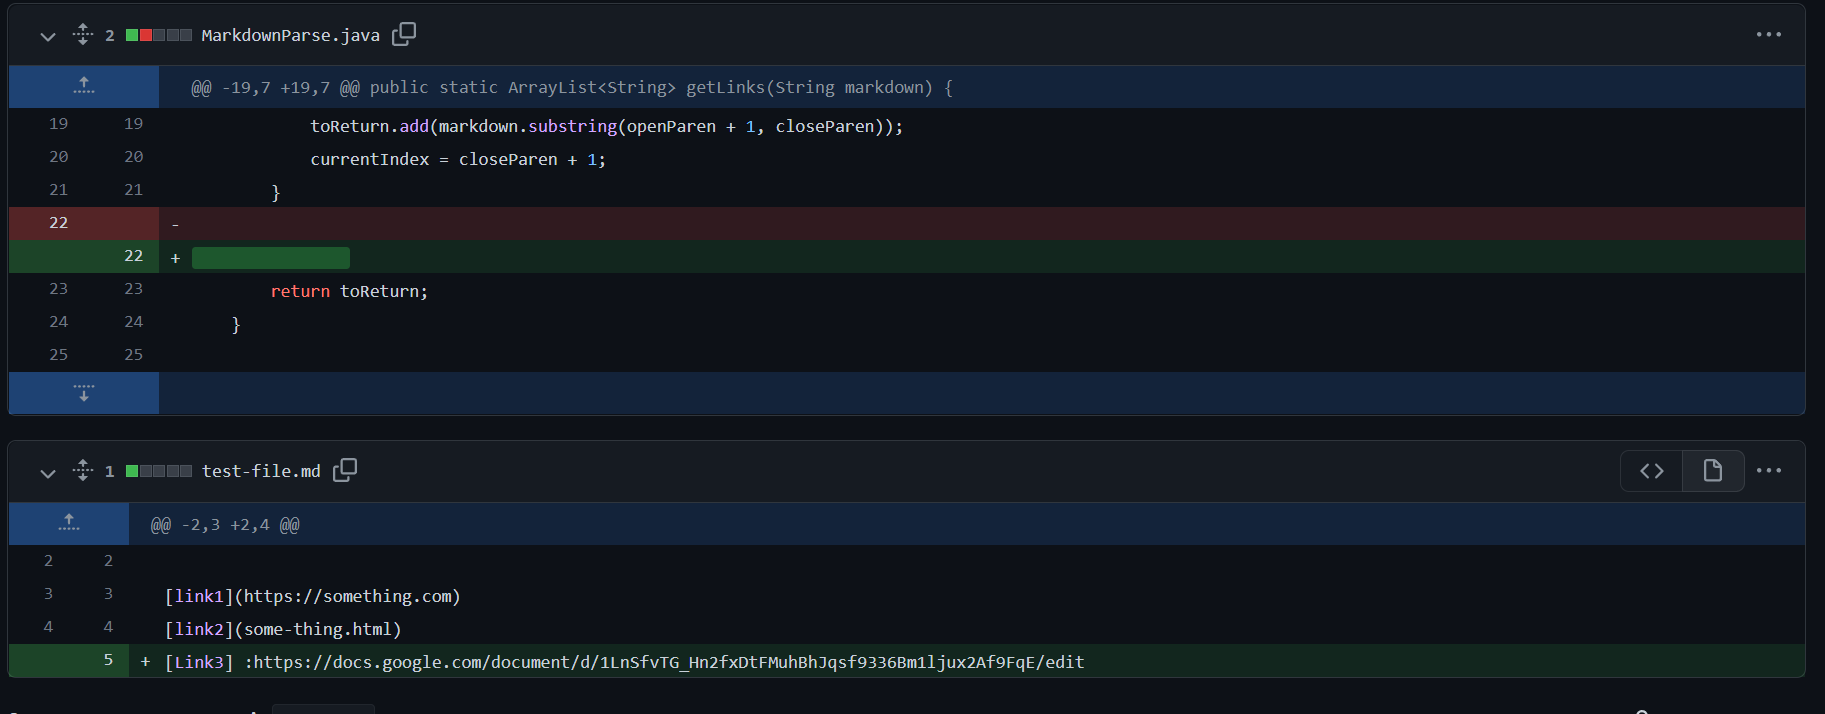 2 MarkdownParse.java
@@ -19,7 +19,7 @@ public static ArrayList<String> getLinks(String markdown) {
19 19 toReturn.add(markdown.substring(openParen + 1, closeParen));
20 20 currentIndex = closeParen + 1;
21 21 }
22 -
22 +
23 23 return toReturn;
24 24 }
25 25
1 test-file.md
@@ -2,3 +2,4 @@
2 2
3 3 [link1](https://something.com)
4 4 [link2](some-thing.html)
5 + [Link3] :https://docs.google.com/document/d/1LnSfvTG_Hn2fxDtFMuhBhJqsf9336Bm1ljux2Af9FqE/edit